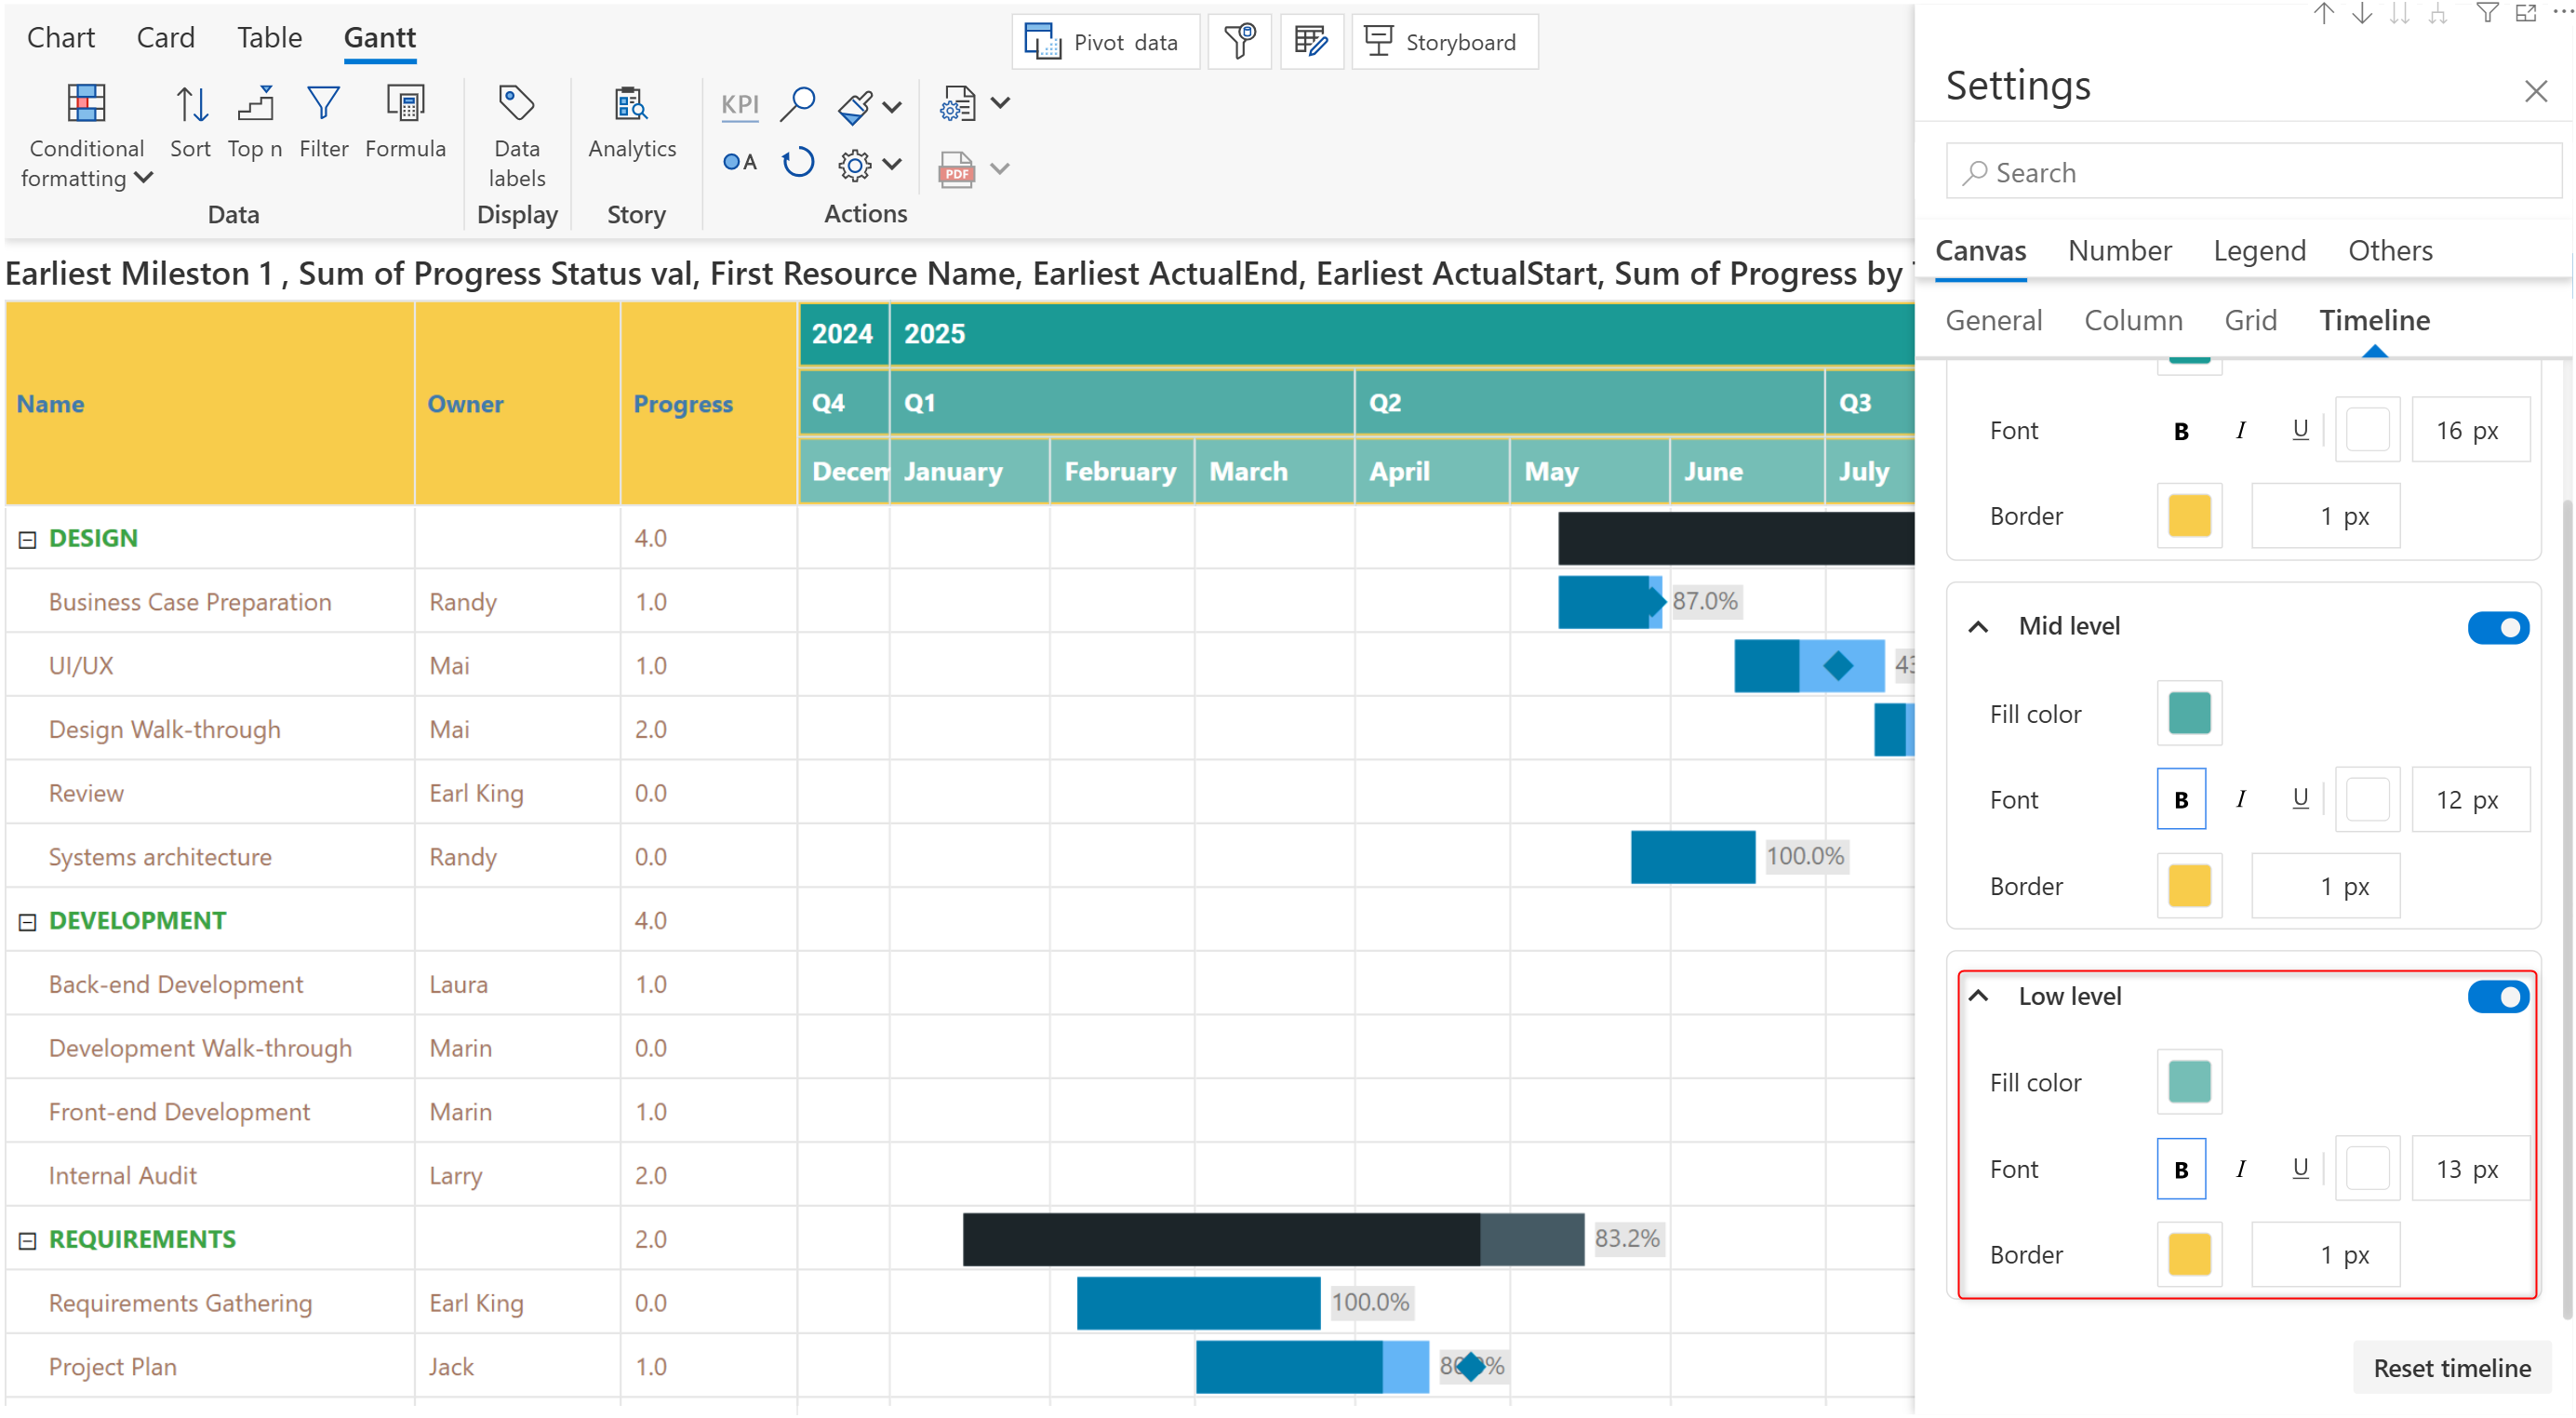 Chart Card Table Gantt
Pivot data
Storyboard
Conditional formatting
Sort
Top n
Filter
Formula
Data labels
Analytics
KPI
A
PDF
Data
Display
Story
Actions
Earliest Mileston 1 , Sum of Progress Status val, First Resource Name, Earliest ActualEnd, Earliest ActualStart, Sum of Progress by
Name Owner Progress
2024 2025
Q4 Q1 Q2 Q3
Decem January February March April May June July
DESIGN 4.0
Business Case Preparation Randy 1.0 87.0%
UI/UX Mai 1.0 43
Design Walk-through Mai 2.0
Review Earl King 0.0
Systems architecture Randy 0.0 100.0%
DEVELOPMENT 4.0
Back-end Development Laura 1.0
Development Walk-through Marin 0.0
Front-end Development Marin 1.0
Internal Audit Larry 2.0
REQUIREMENTS 2.0 83.2%
Requirements Gathering Earl King 0.0 100.0%
Project Plan Jack 1.0
Settings
Search
Canvas Number Legend Others
General Column Grid Timeline
Font B I U 16 px
Border 1 px
Mid level
Fill color
Font B I U 12 px
Border 1 px
Low level
Fill color
Font B I U 13 px
Border 1 px
Reset timeline